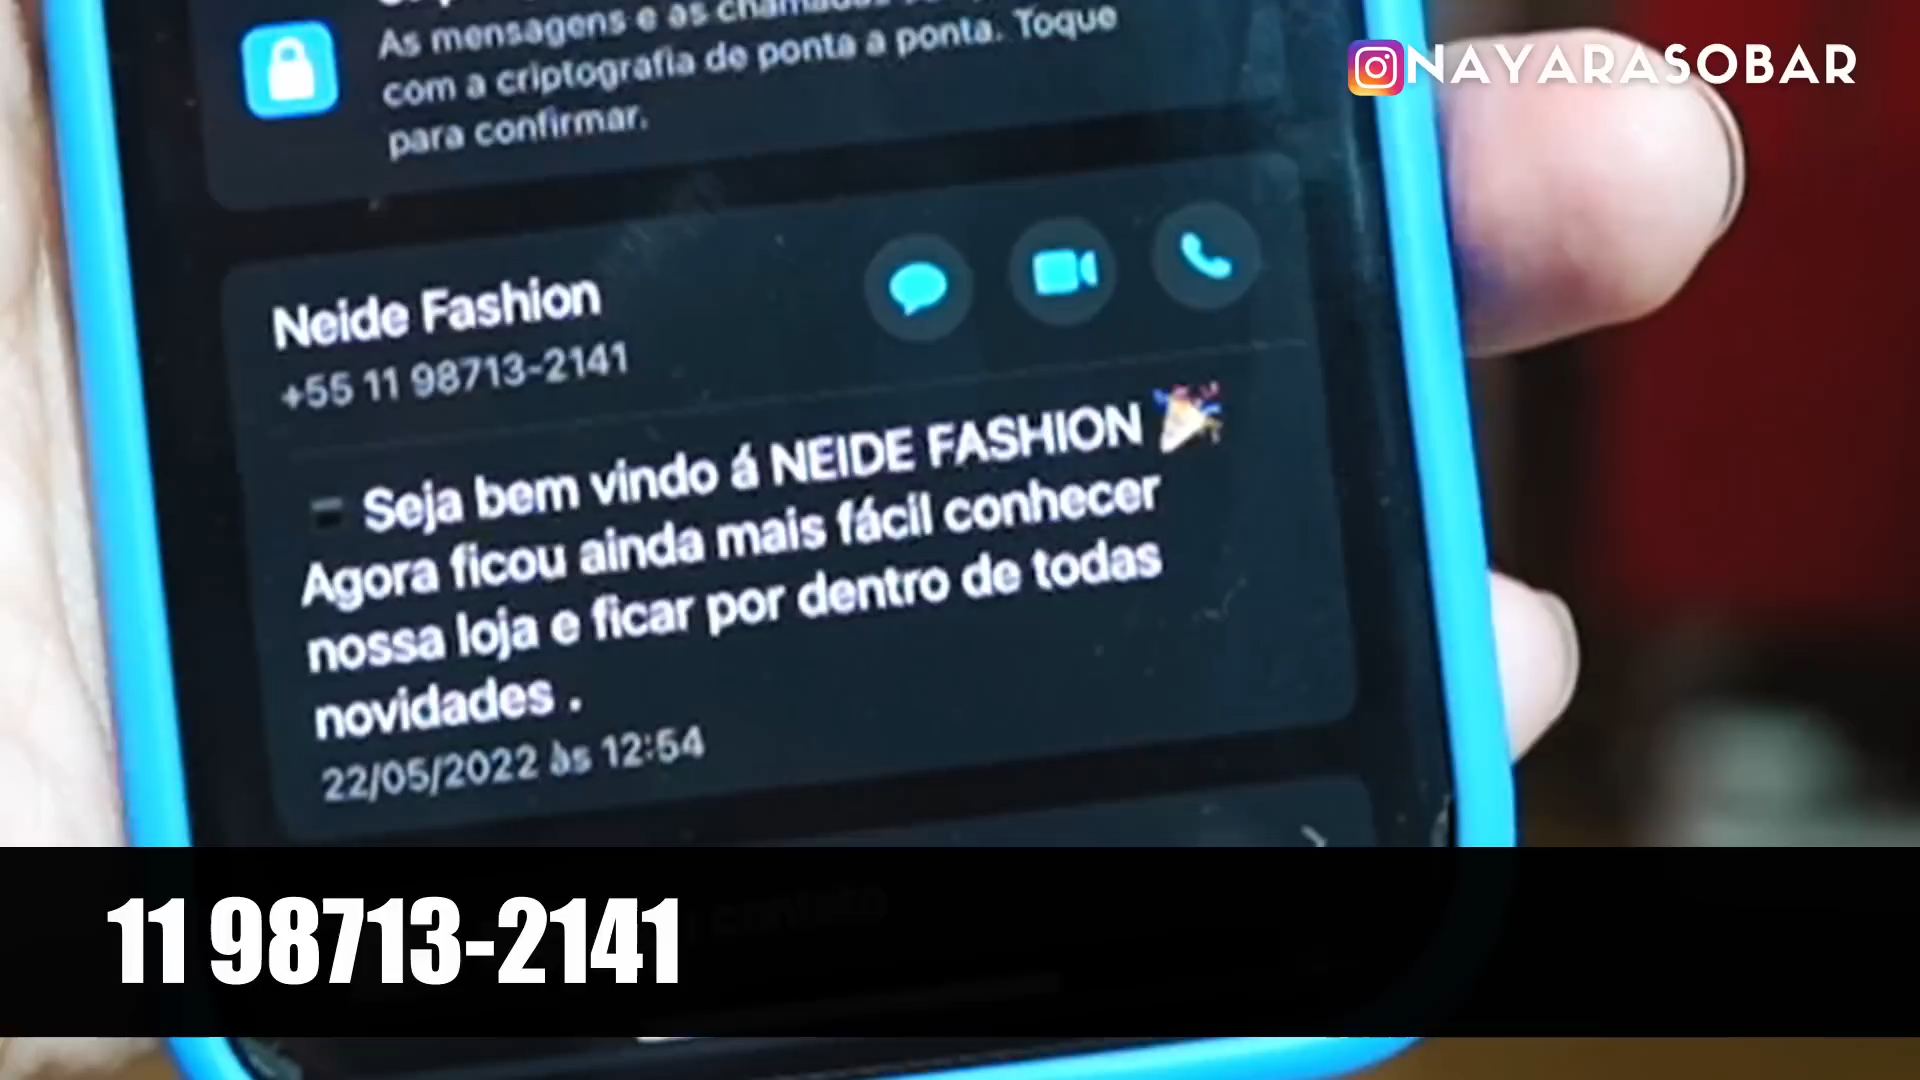 NAYARASOBAR
As mensagens e as chamadas
com a criptografia de ponta a ponta. Toque
para confirmar.
Neide Fashion
+55 11 98713-2141
Seja bem vindo á NEIDE FASHION 🎉
Agora ficou ainda mais fácil conhecer
nossa loja e ficar por dentro de todas
novidades .
22/05/2022 às 12:54
11 98713-2141